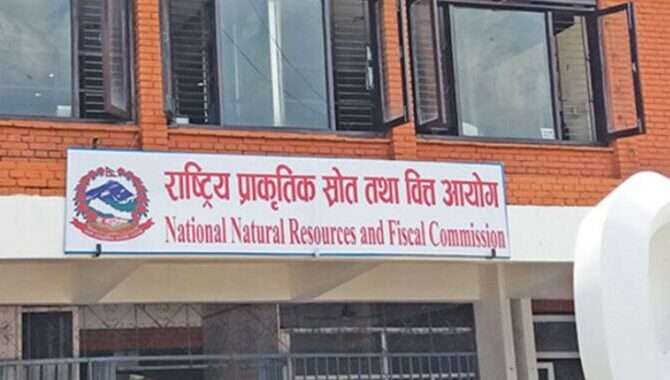 राष्ट्रिय प्राकृतिक स्रोत तथा वित्त आयोग
National Natural Resources and Fiscal Commission